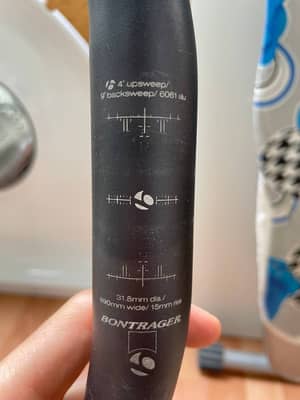 4° upsweep/
9° backsweep/ 6061 alu
31.8mm dia./
690mm wide/ 15mm rise
BONTRAGER